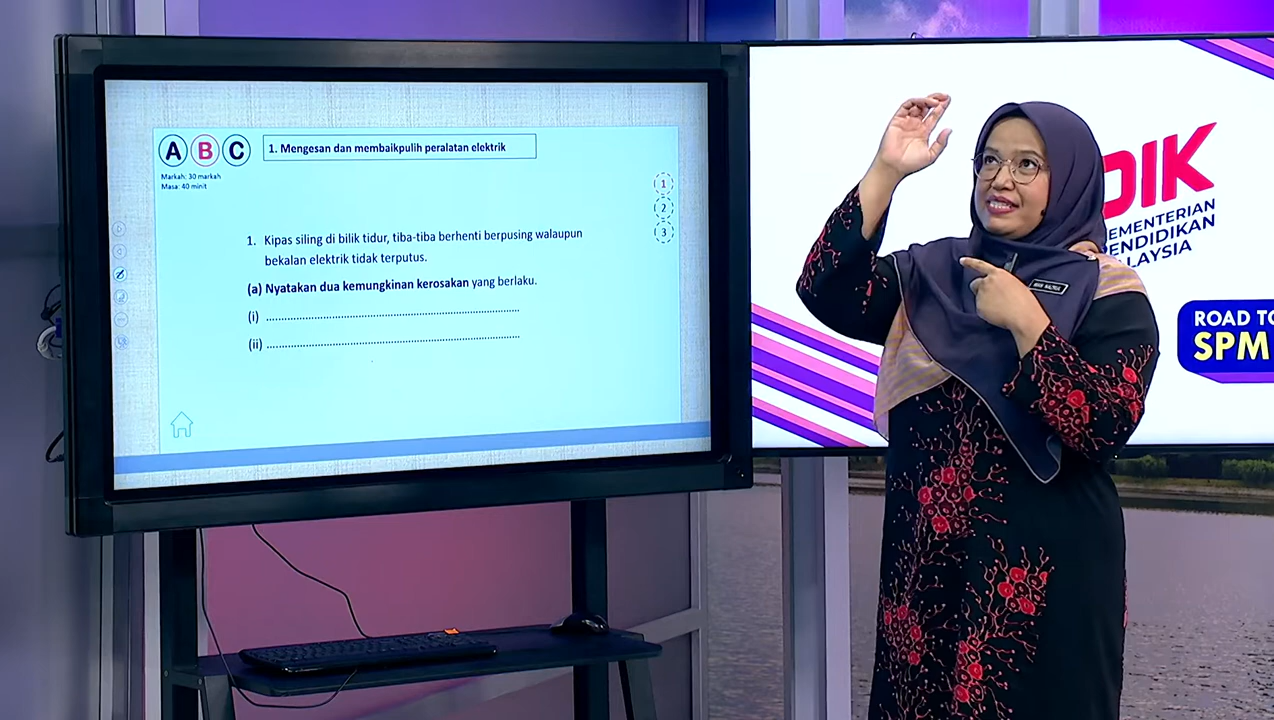 A B C
1. Mengesan dan membaikpulih peralatan elektrik
Markah: 30 markah
Masa: 40 minit
1
2
3
1. Kipas siling di bilik tidur, tiba-tiba berhenti berpusing walaupun
bekalan elektrik tidak terputus.
(a) Nyatakan dua kemungkinan kerosakan yang berlaku.
(i) ....................................................................................
(ii) ....................................................................................
DIK
KEMENTERIAN
PENDIDIKAN
MALAYSIA
ROAD TO
SPM